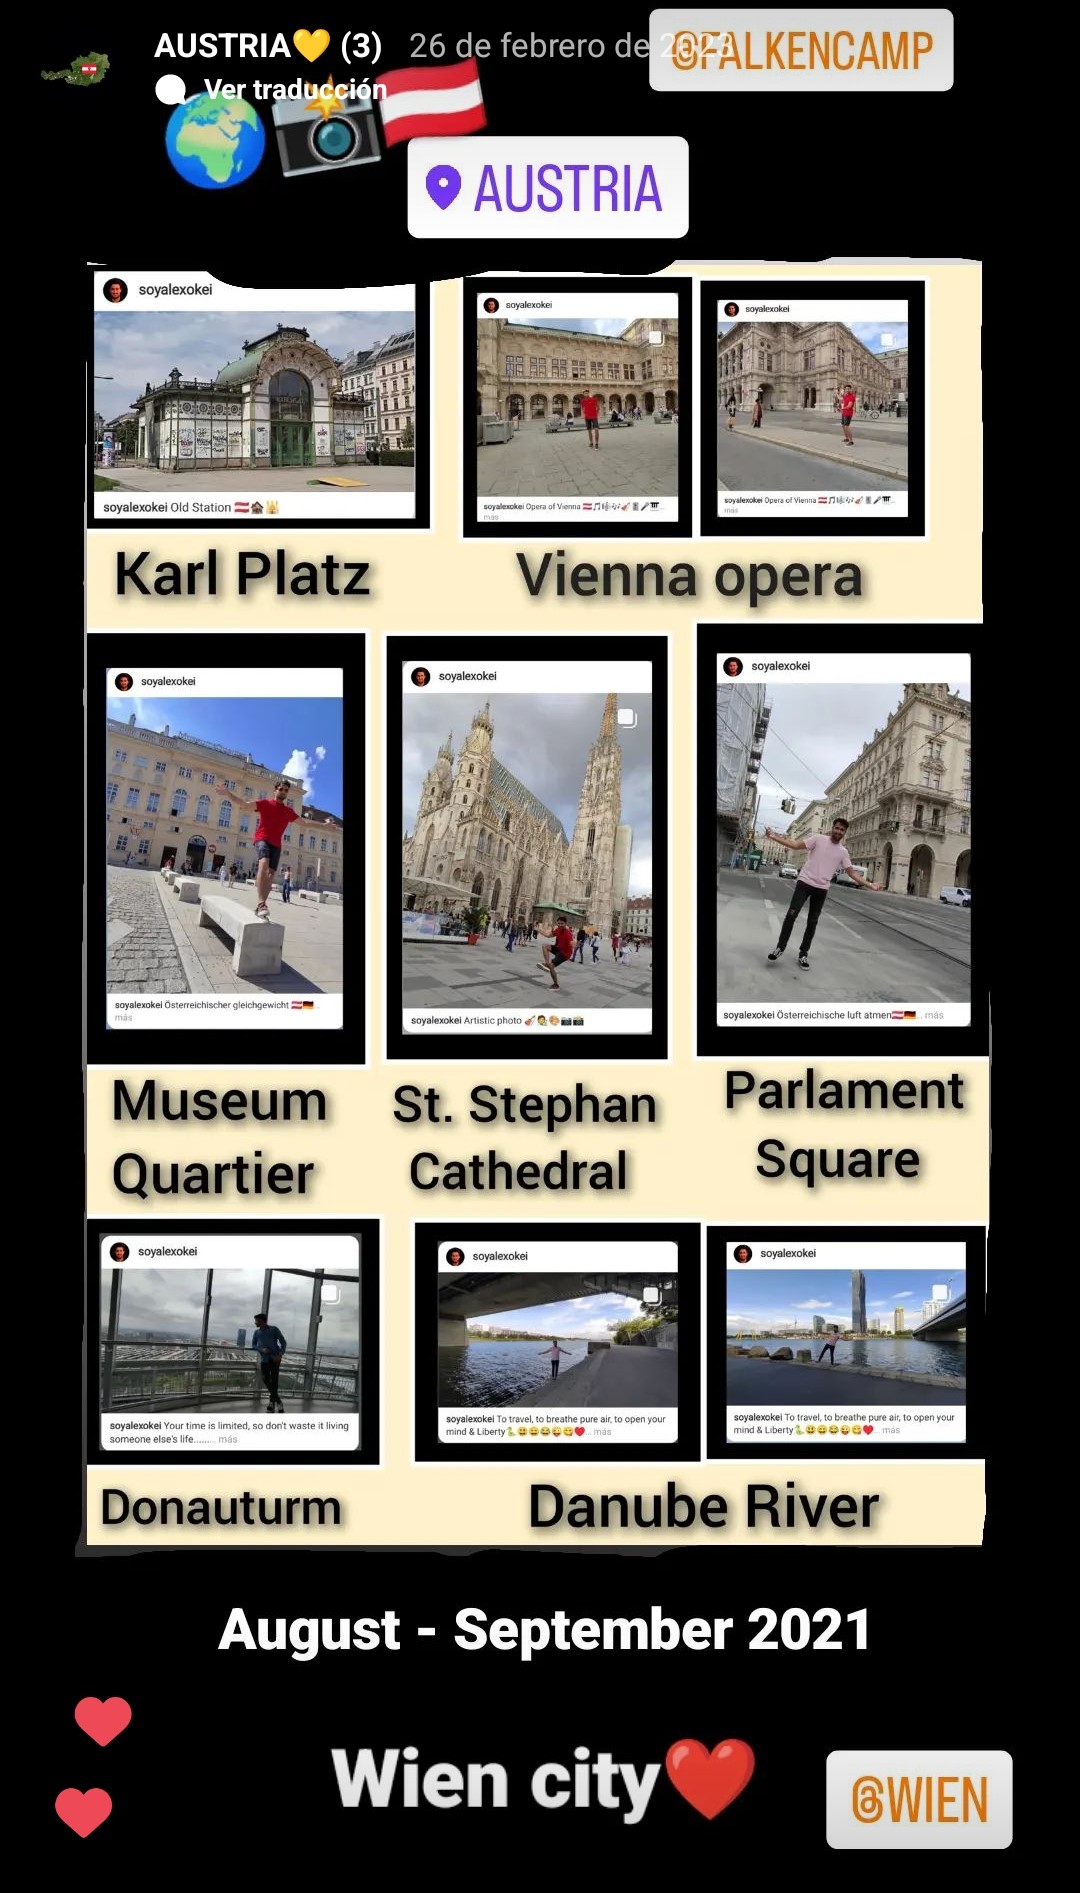 AUSTRIA💛 (3) 26 de febrero de 2023
@FALKENCAMP
Ver traducción
AUSTRIA
soyalexokei
soyalexokei Old Station 🇦🇹🏚️🕌
soyalexokei
soyalexokei Opera of Vienna
más
soyalexokei
soyalexokei Opera of Vienna
más
Karl Platz
Vienna opera
soyalexokei
soyalexokei Österreichischer gleichgewicht 🇦🇹🇩🇪...
más
soyalexokei
soyalexokei Artistic photo
soyalexokei
soyalexokei Österreichische luft atmen🇦🇹🇩🇪... más
Museum
Quartier
St. Stephan
Cathedral
Parlament
Square
soyalexokei
soyalexokei Your time is limited, so don't waste it living
someone else's life....... más
soyalexokei
soyalexokei To travel, to breathe pure air, to open your
mind & Liberty ... más
soyalexokei
soyalexokei To travel, to breathe pure air, to open your
mind & Liberty ... más
Donauturm
Danube River
August - September 2021
Wien city❤️
@WIEN